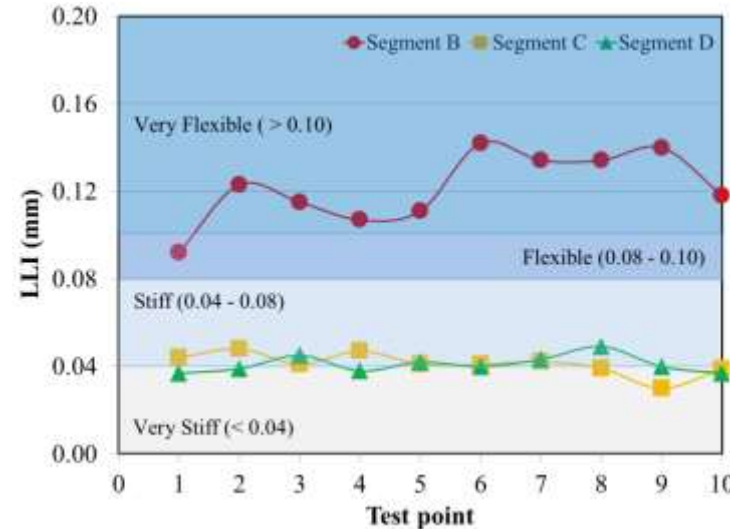 0.20
Segment B Segment C Segment D
0.16
Very Flexible ( > 0.10)
0.12
LLI (mm)
Flexible (0.08 - 0.10)
0.08
Stiff (0.04 - 0.08)
0.04
Very Stiff (< 0.04)
0.00
0 1 2 3 4 5 6 7 8 9 10
Test point